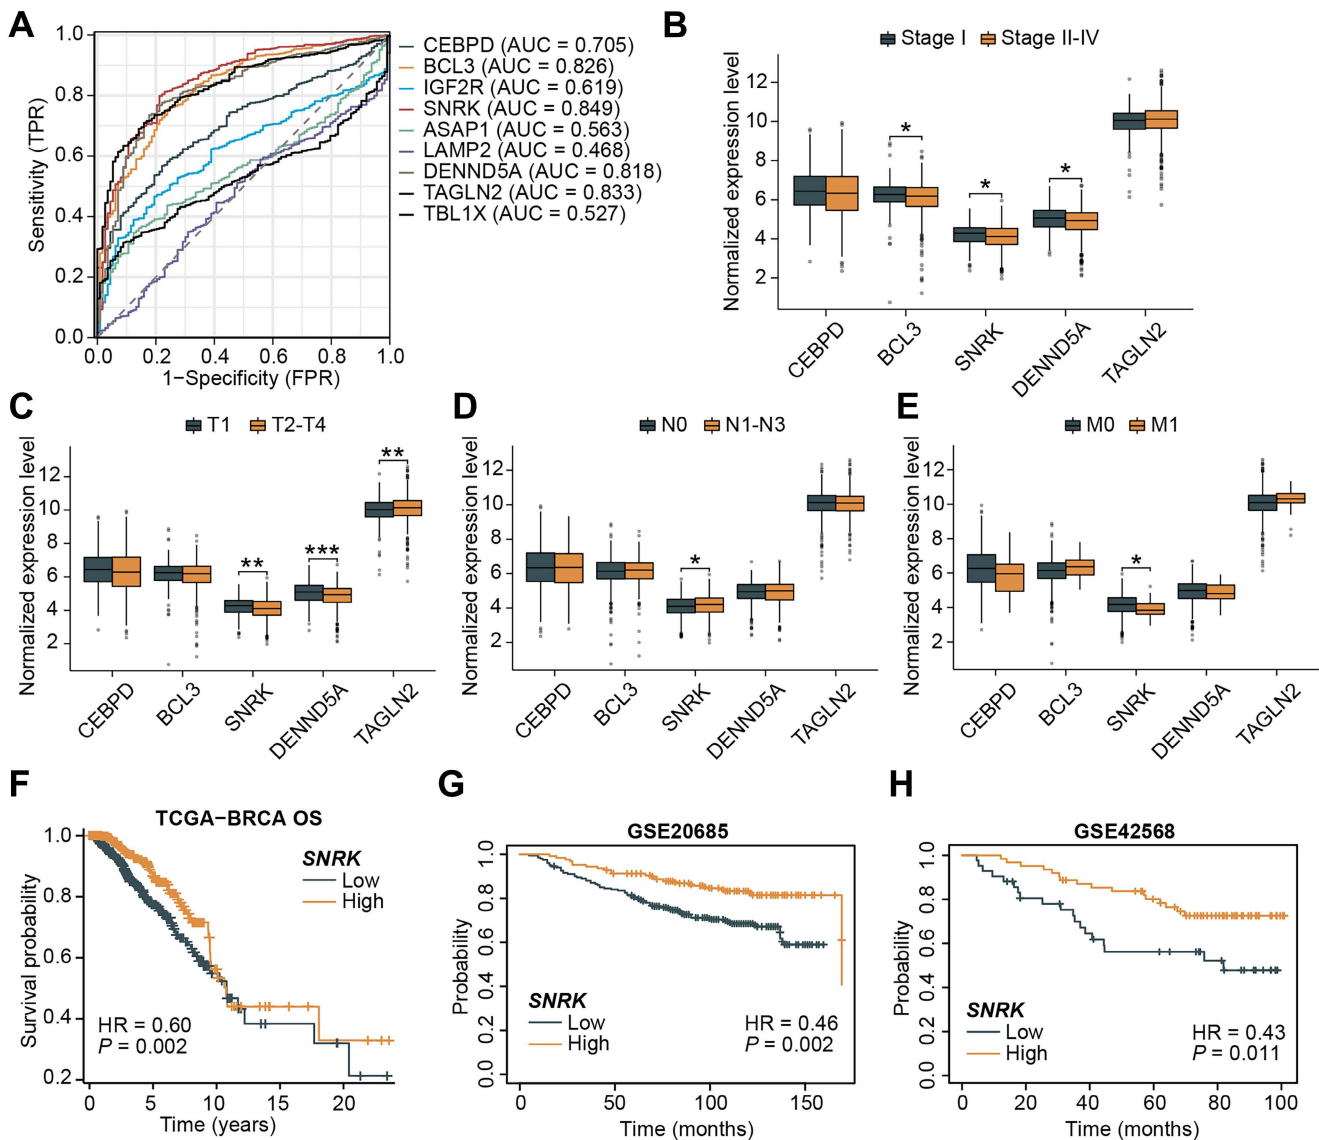 A
Sensitivity (TPR)
1.0
0.8
0.6
0.4
0.2
0.0
0.0 0.2 0.4 0.6 0.8 1.0
1−Specificity (FPR)
CEBPD (AUC = 0.705)
BCL3 (AUC = 0.826)
IGF2R (AUC = 0.619)
SNRK (AUC = 0.849)
ASAP1 (AUC = 0.563)
LAMP2 (AUC = 0.468)
DENND5A (AUC = 0.818)
TAGLN2 (AUC = 0.833)
TBL1X (AUC = 0.527)
B
Stage I Stage II-IV
Normalized expression level
12
10
8
6
4
2
* * *
CEBPD BCL3 SNRK DENND5A TAGLN2
C
T1 T2-T4
Normalized expression level
12
10
8
6
4
2
** *** **
CEBPD BCL3 SNRK DENND5A TAGLN2
D
N0 N1-N3
Normalized expression level
12
10
8
6
4
2
*
CEBPD BCL3 SNRK DENND5A TAGLN2
E
M0 M1
Normalized expression level
12
10
8
6
4
2
*
CEBPD BCL3 SNRK DENND5A TAGLN2
F
TCGA−BRCA OS
Survival probability
1.0
0.8
0.6
0.4
0.2
SNRK
Low
High
HR = 0.60
P = 0.002
0 5 10 15 20
Time (years)
G
GSE20685
Probability
1.0
0.8
0.6
0.4
0.2
0.0
SNRK
Low
High
HR = 0.46
P = 0.002
0 50 100 150
Time (months)
H
GSE42568
Probability
1.0
0.8
0.6
0.4
0.2
0.0
SNRK
Low
High
HR = 0.43
P = 0.011
0 20 40 60 80 100
Time (months)